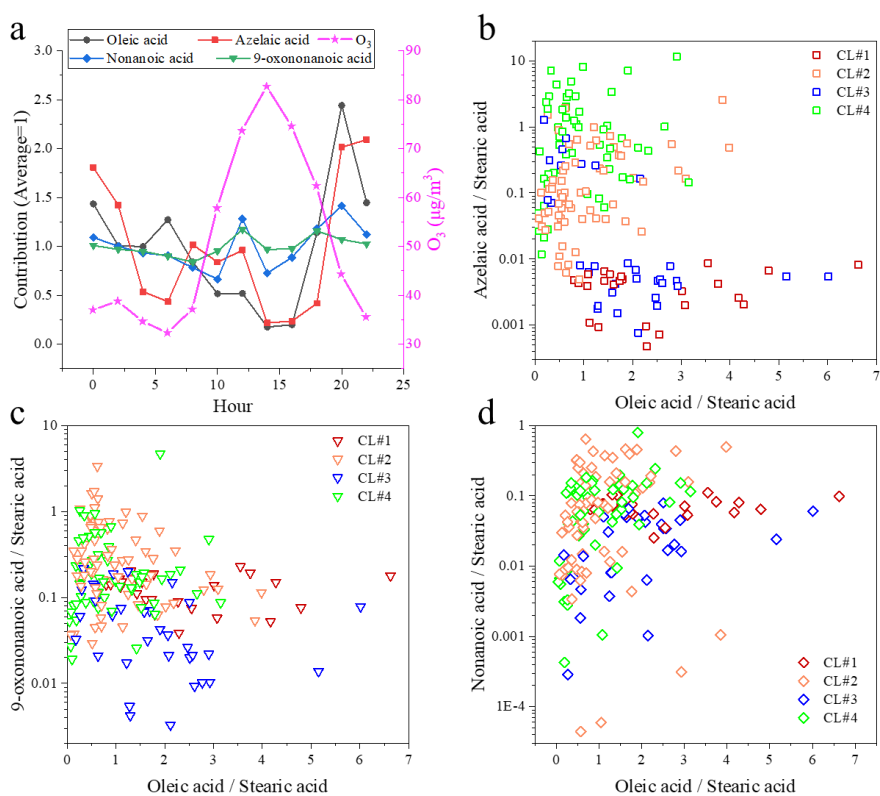 a
Oleic acid Azelaic acid O3
Nonanoic acid 9-oxononanoic acid
3.0
2.5
2.0
1.5
1.0
0.5
0.0
Contribution (Average=1)
0 5 10 15 20 25
Hour
90
80
70
60
50
40
30
O3 (μg/m3)
b
CL#1
CL#2
CL#3
CL#4
10
1
0.1
0.01
0.001
Azelaic acid / Stearic acid
0 1 2 3 4 5 6 7
Oleic acid / Stearic acid
c
CL#1
CL#2
CL#3
CL#4
10
1
0.1
0.01
9-oxononanoic acid / Stearic acid
0 1 2 3 4 5 6 7
Oleic acid / Stearic acid
d
1
0.1
0.01
0.001
1E-4
Nonanoic acid / Stearic acid
CL#1
CL#2
CL#3
CL#4
0 1 2 3 4 5 6 7
Oleic acid / Stearic acid